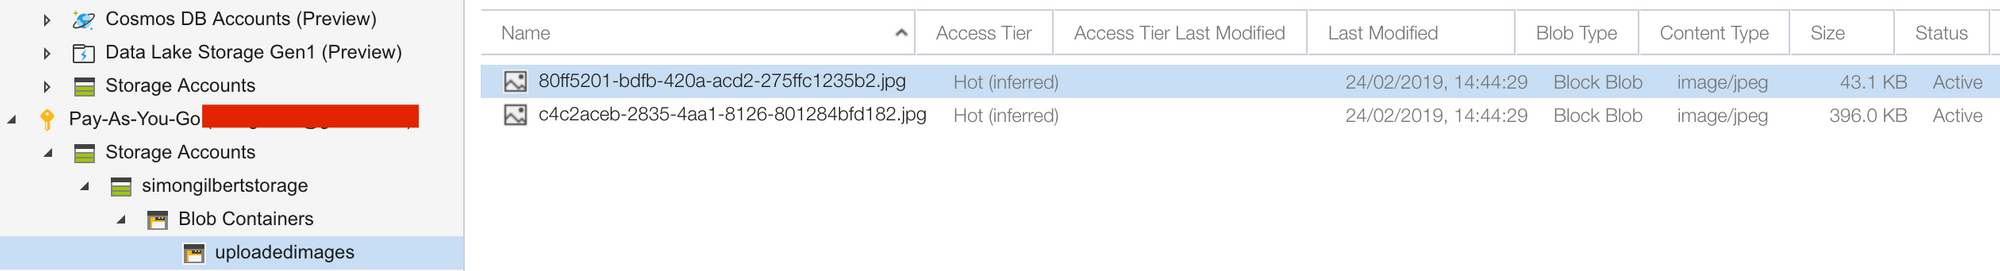 Cosmos DB Accounts (Preview)
Data Lake Storage Gen1 (Preview)
Storage Accounts
Pay-As-You-Go
Storage Accounts
simongilbertstorage
Blob Containers
uploadedimages
Name Access Tier Access Tier Last Modified Last Modified Blob Type Content Type Size Status
80ff5201-bdfb-420a-acd2-275ffc1235b2.jpg Hot (inferred) 24/02/2019, 14:44:29 Block Blob image/jpeg 43.1 KB Active
c4c2aceb-2835-4aa1-8126-801284bfd182.jpg Hot (inferred) 24/02/2019, 14:44:29 Block Blob image/jpeg 396.0 KB Active